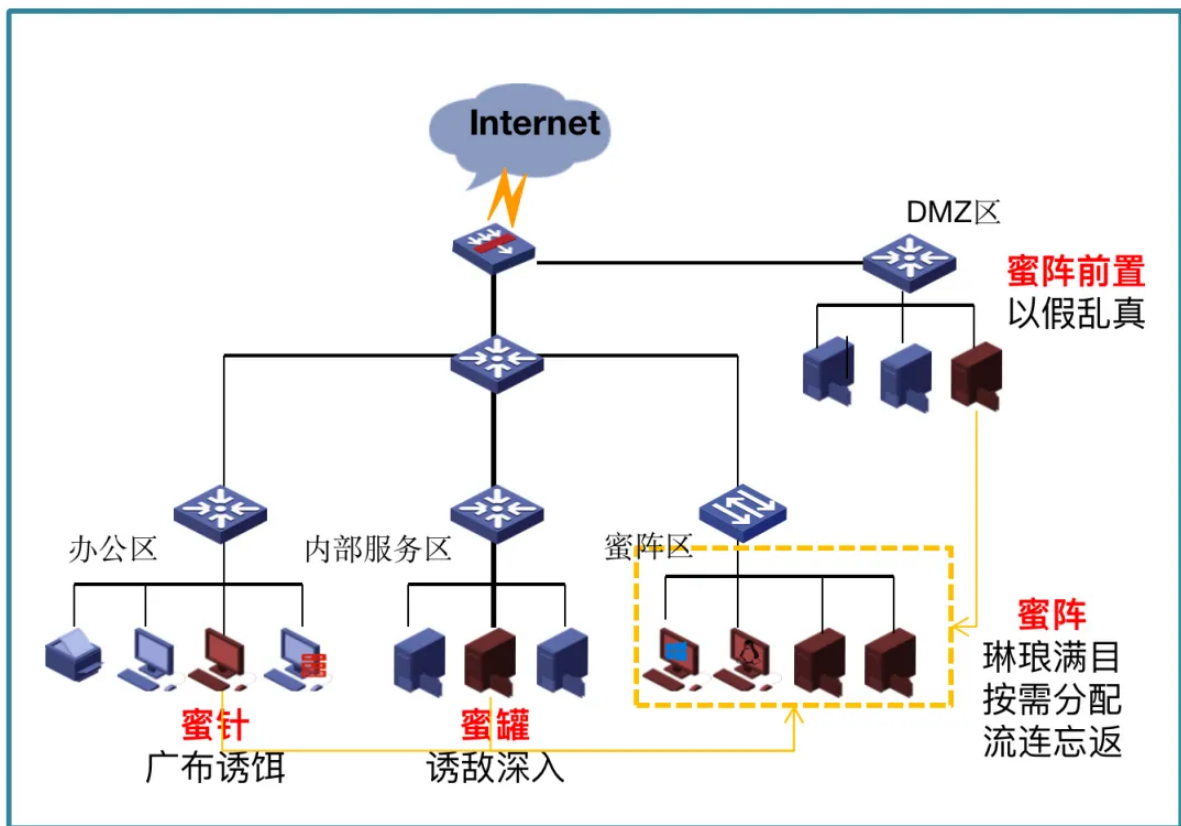 Internet
DMZ区
蜜阵前置
以假乱真
办公区
内部服务区
蜜阵区
蜜针
广布诱饵
蜜罐
诱敌深入
蜜阵
琳琅满目
按需分配
流连忘返